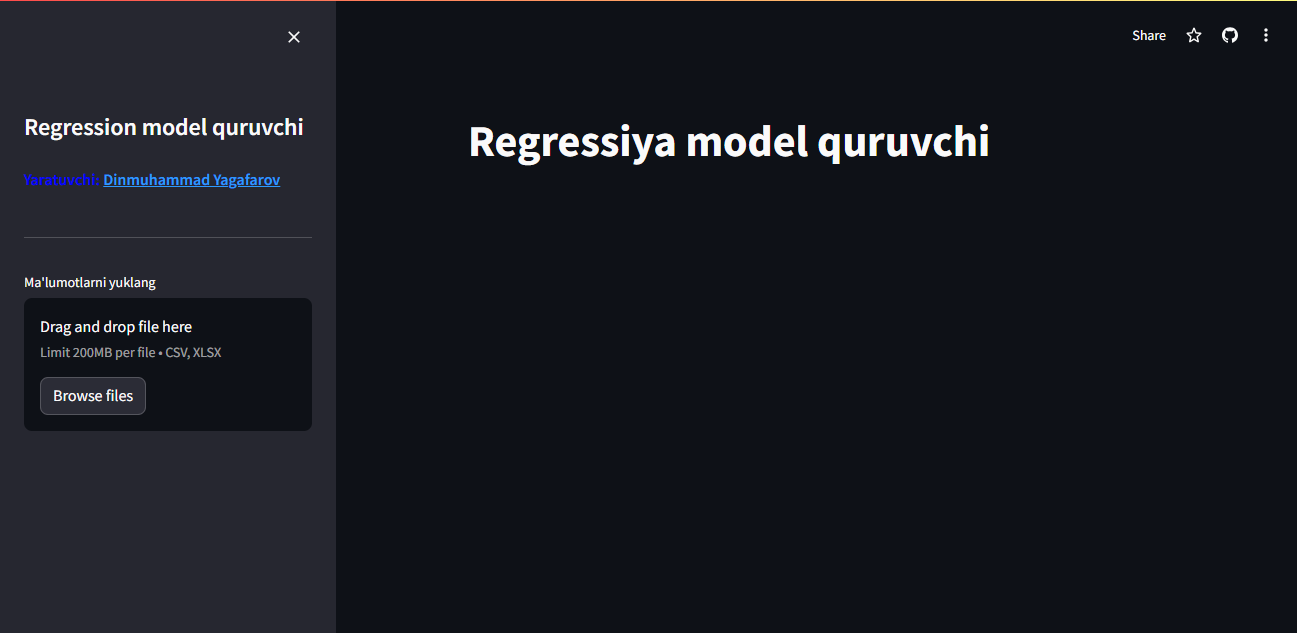 Share
Regression model quruvchi
Yaratuvchi: Dinmuhammad Yagafarov
Ma'lumotlarni yuklang
Drag and drop file here
Limit 200MB per file • CSV, XLSX
Browse files
Regressiya model quruvchi